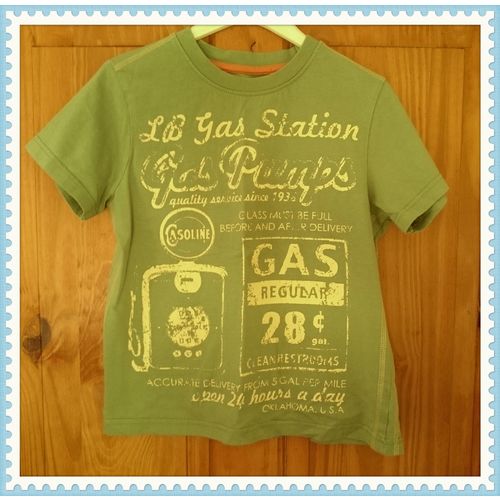 LB Gas Station
Gas Pumps
quality service since 1936
GLASS MUST BE FULL
BEFORE AND AFTER DELIVERY
GASOLINE
GAS
REGULAR
28¢
gal.
CLEAN RESTROOMS
ACCURATE DELIVERY FROM 5 GAL PER MILE
open 24 hours a day
OKLAHOMA, U.S.A